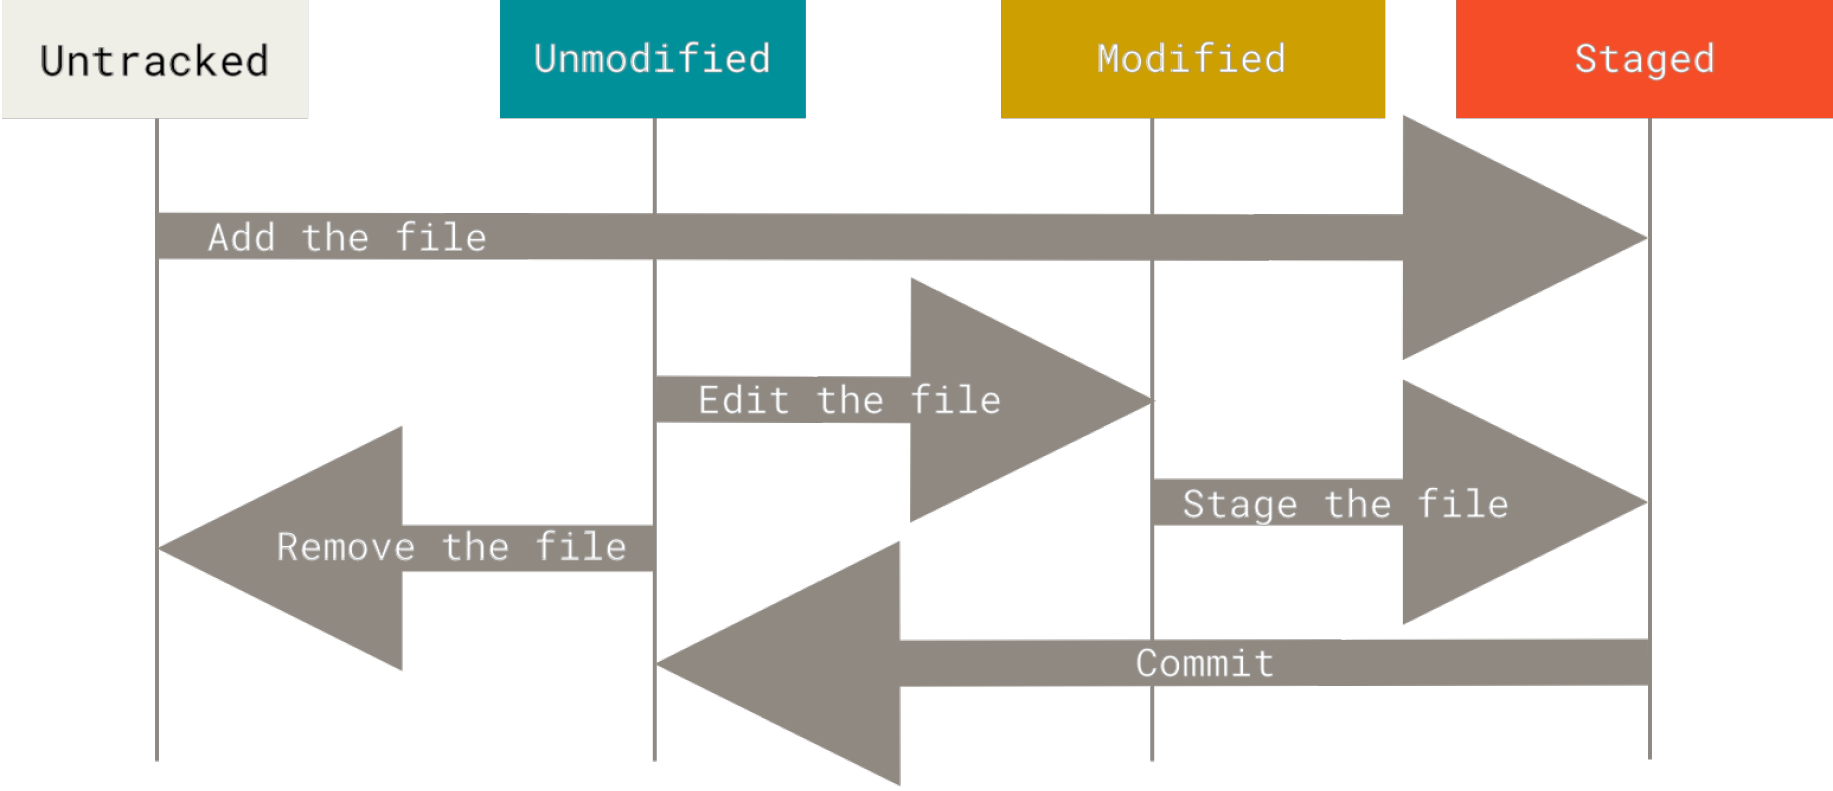 Untracked
Unmodified
Modified
Staged
Add the file
Edit the file
Stage the file
Remove the file
Commit